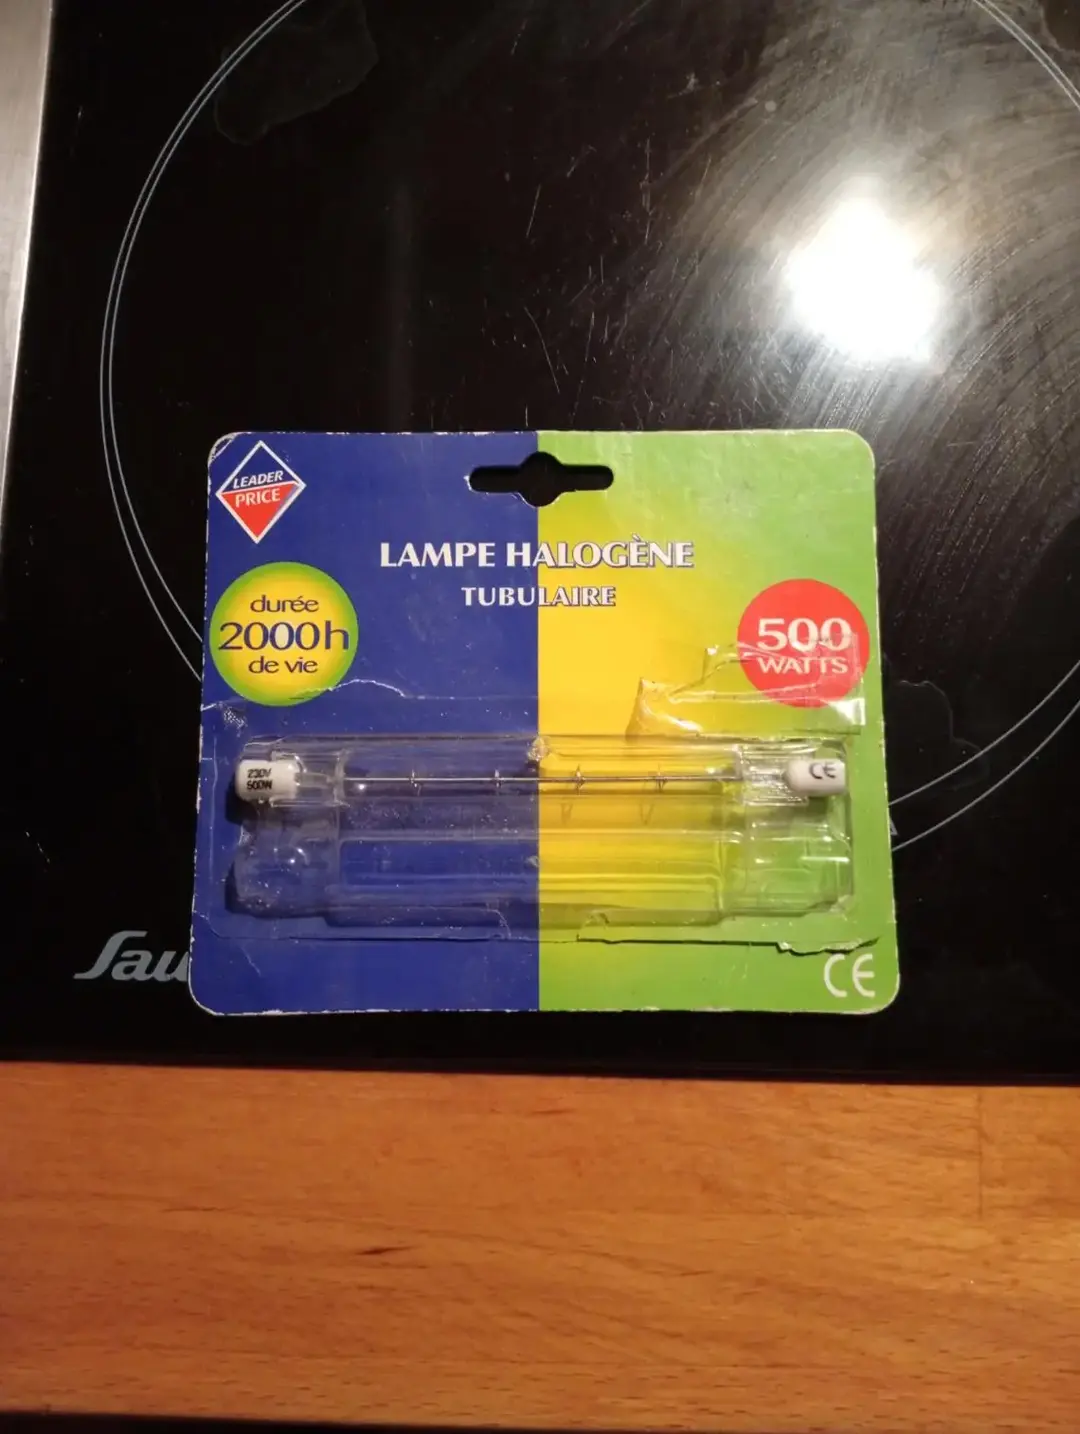 LEADER
PRICE
LAMPE HALOGÈNE
TUBULAIRE
durée
2000h
de vie
500
WATTS
230V
500W
CE
CE